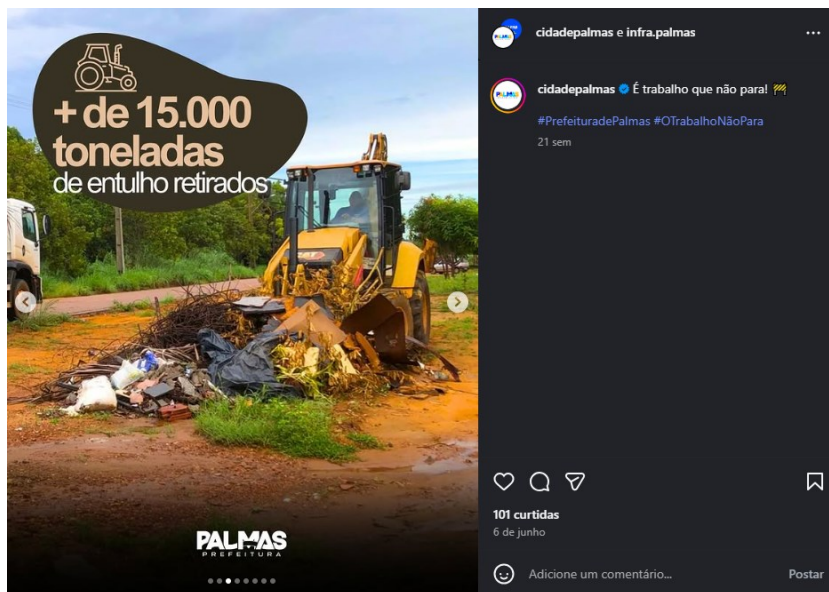 + de 15.000
toneladas
de entulho retirados
CAT
PALMAS
PREFEITURA
cidadepalmas e infra.palmas
cidadepalmas É trabalho que não para! 🚧
#PrefeituradePalmas #OTrabalhoNãoPara
21 sem
101 curtidas
6 de junho
Adicione um comentário...
Postar